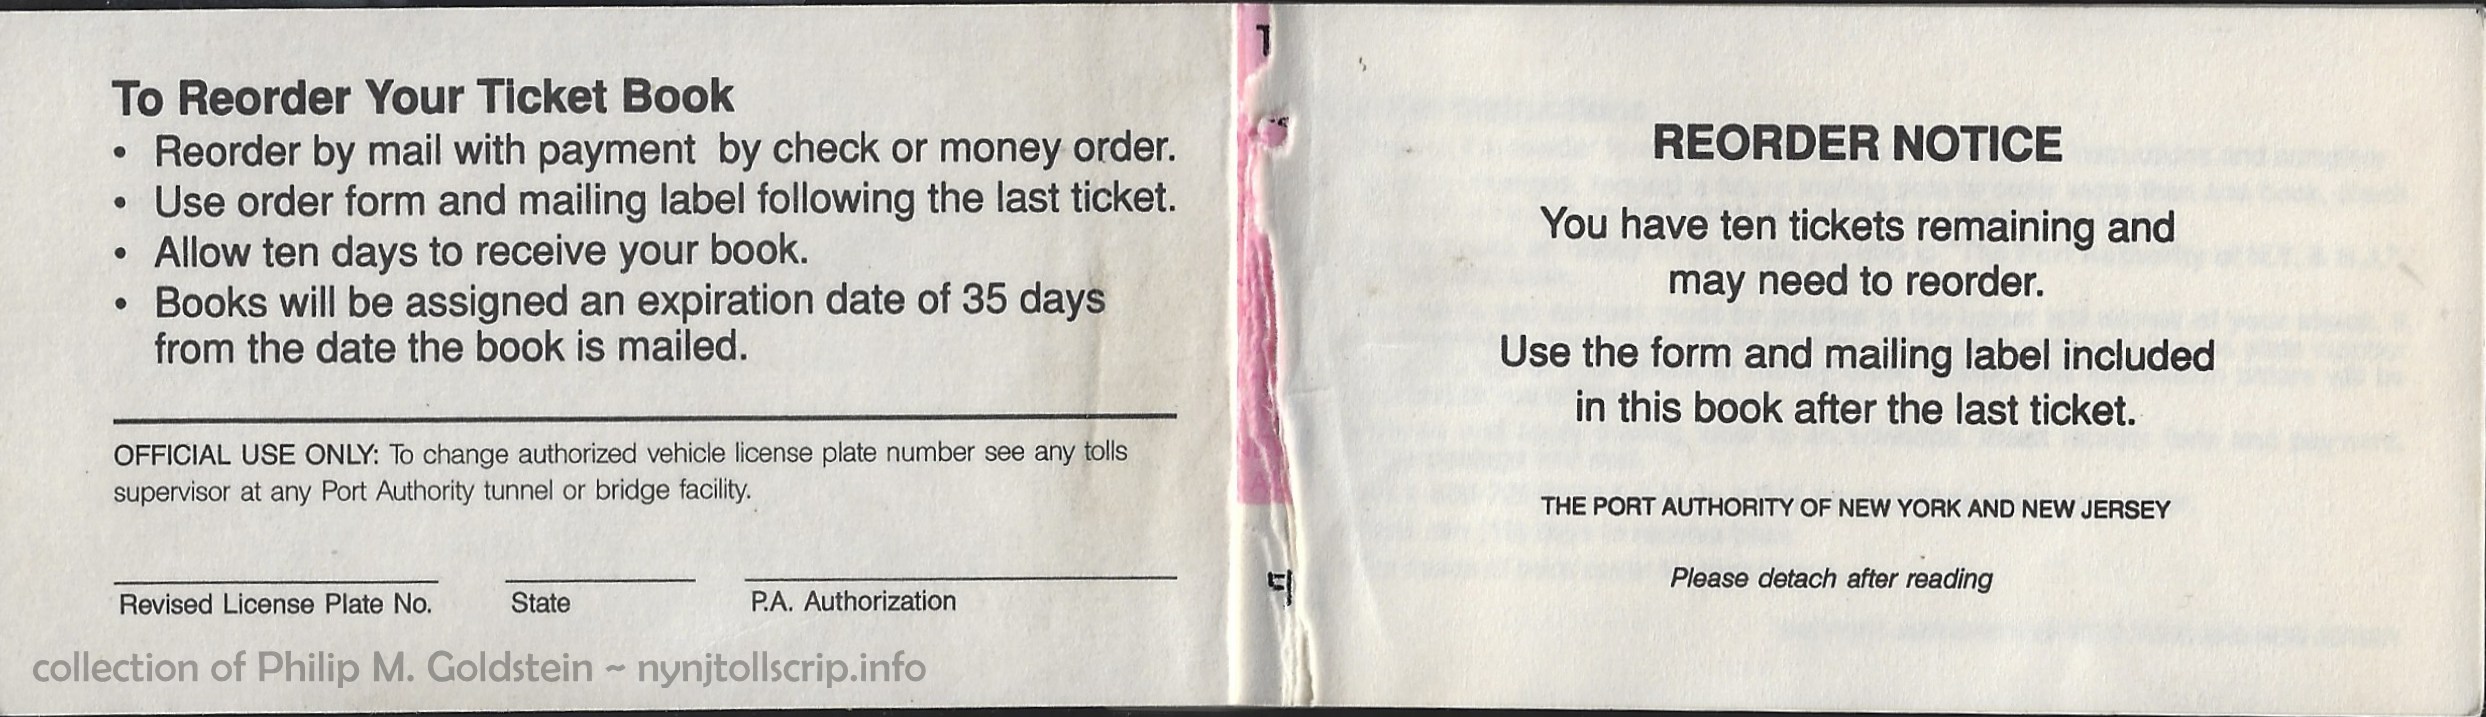 To Reorder Your Ticket Book
• Reorder by mail with payment by check or money order.
• Use order form and mailing label following the last ticket.
• Allow ten days to receive your book.
• Books will be assigned an expiration date of 35 days
from the date the book is mailed.
OFFICIAL USE ONLY: To change authorized vehicle license plate number see any tolls
supervisor at any Port Authority tunnel or bridge facility.
Revised License Plate No. State P.A. Authorization
collection of Philip M. Goldstein ~ nynjtollscrip.info
REORDER NOTICE
You have ten tickets remaining and
may need to reorder.
Use the form and mailing label included
in this book after the last ticket.
THE PORT AUTHORITY OF NEW YORK AND NEW JERSEY
Please detach after reading